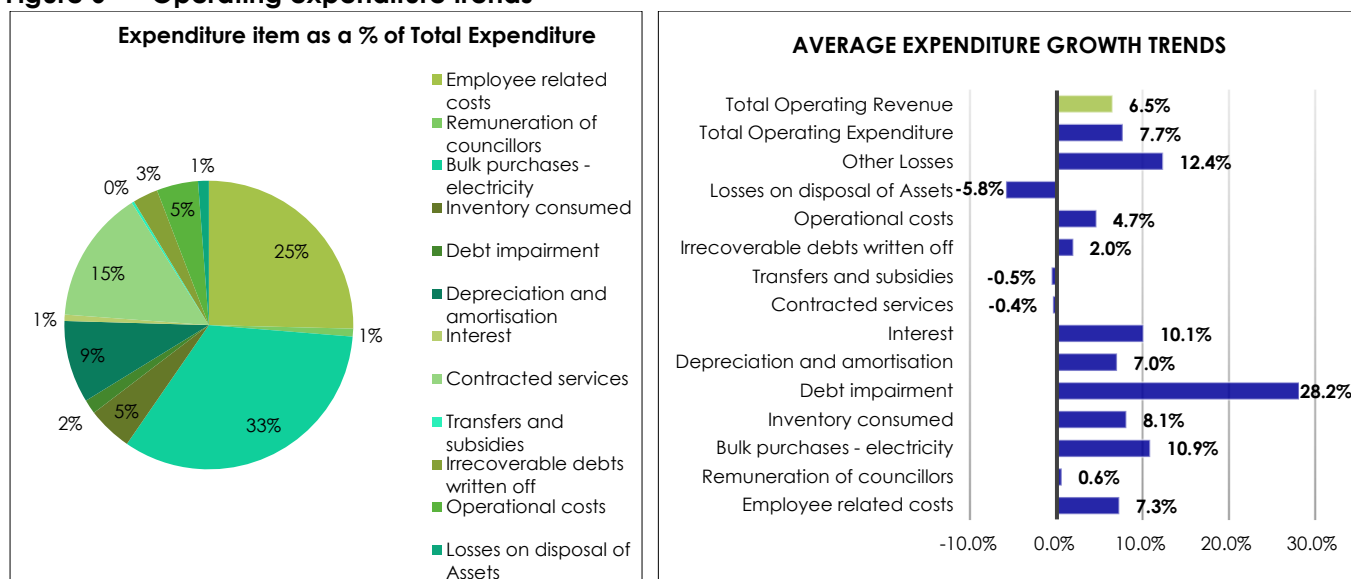 Figure Operating expenditure trends
Expenditure item as a % of Total Expenditure
Employee related
costs
Remuneration of
councillors
Bulk purchases -
electricity
Inventory consumed
Debt impairment
Depreciation and
amortisation
Interest
Contracted services
Transfers and
subsidies
Irrecoverable debts
written off
Operational costs
Losses on disposal of
Assets
25%
1%
33%
5%
2%
9%
1%
15%
0%
3%
5%
1%
AVERAGE EXPENDITURE GROWTH TRENDS
Total Operating Revenue 6.5%
Total Operating Expenditure 7.7%
Other Losses 12.4%
Losses on disposal of Assets -5.8%
Operational costs 4.7%
Irrecoverable debts written off 2.0%
Transfers and subsidies -0.5%
Contracted services -0.4%
Interest 10.1%
Depreciation and amortisation 7.0%
Debt impairment 28.2%
Inventory consumed 8.1%
Bulk purchases - electricity 10.9%
Remuneration of councillors 0.6%
Employee related costs 7.3%
-10.0% 0.0% 10.0% 20.0% 30.0%